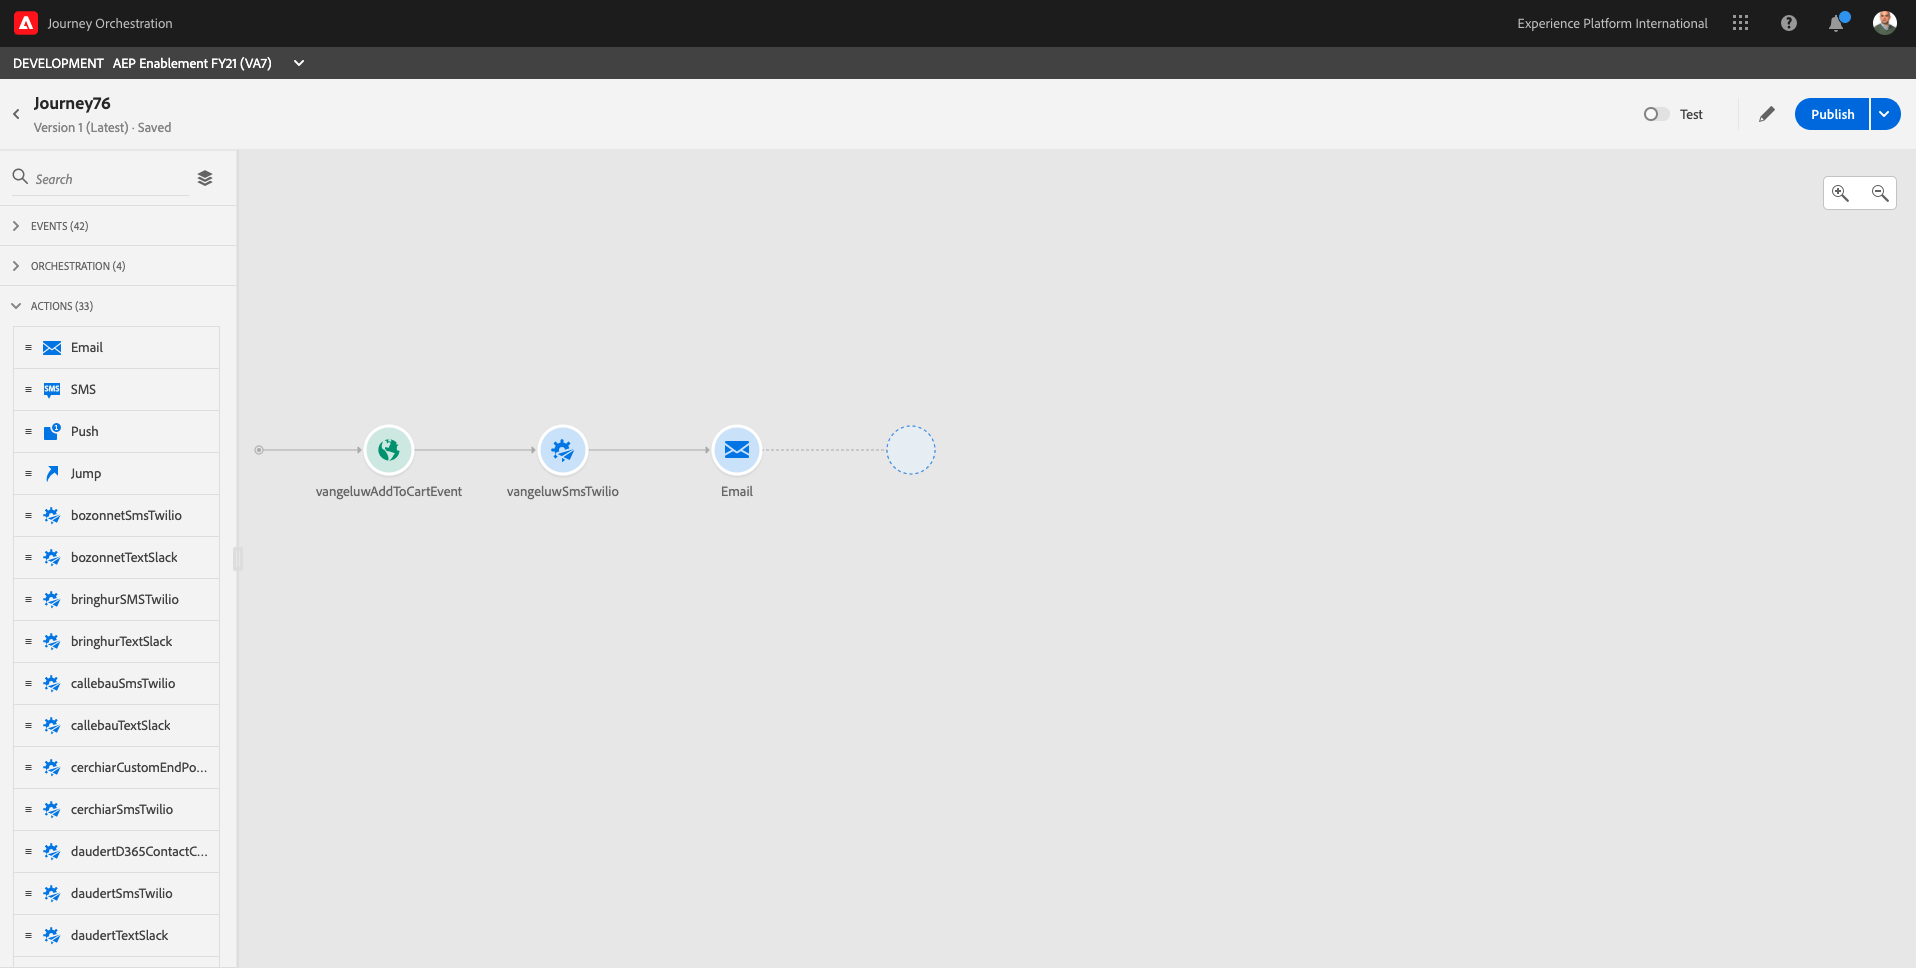 Journey Orchestration
Experience Platform International
DEVELOPMENT AEP Enablement FY21 (VA7)
Journey76
Version 1 (Latest) · Saved
Test
Publish
Search
EVENTS (42)
ORCHESTRATION (4)
ACTIONS (33)
Email
SMS SMS
1 Push
Jump
bozonnetSmsTwilio
bozonnetTextSlack
bringhurSMSTwilio
bringhurTextSlack
callebauSmsTwilio
callebauTextSlack
cerchiarCustomEndPo...
cerchiarSmsTwilio
daudertD365ContactC...
daudertSmsTwilio
daudertTextSlack
vangeluwAddToCartEvent
vangeluwSmsTwilio
Email